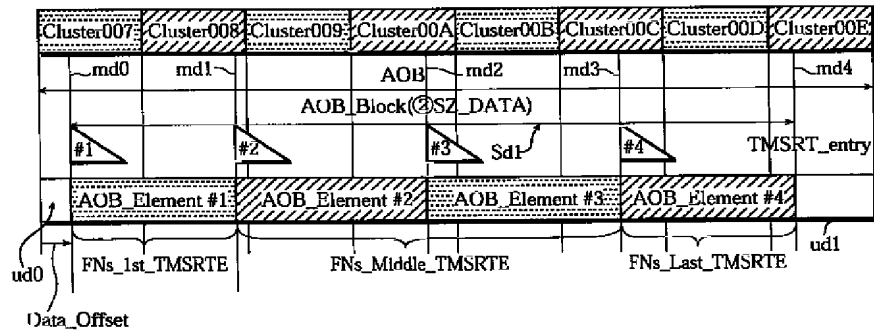 Cluster007 Cluster008 Cluster009 Cluster00A Cluster00B Cluster00C Cluster00D Cluster00E
md0 md1 AOB md2 md3 md4
AOB_Block(②SZ_DATA)
#1 #2 #3 Sd1 #4 TMSRT_entry
AOB_Element #1 AOB_Element #2 AOB_Element #3 AOB_Element #4
ud0 FNs_1st_TMSRTE FNs_Middle_TMSRTE FNs_Last_TMSRTE ud1
Data_Offset